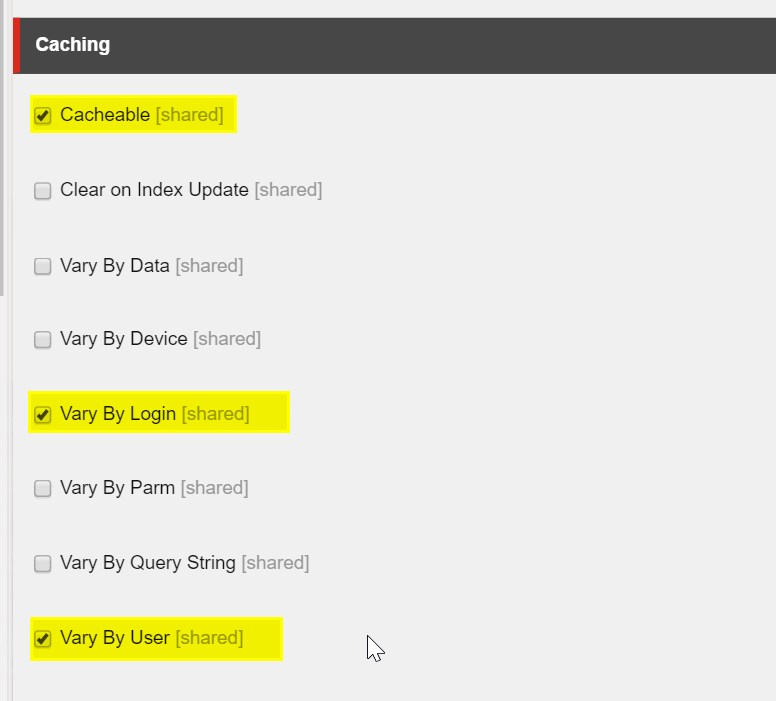 Caching
Cacheable [shared]
Clear on Index Update [shared]
Vary By Data [shared]
Vary By Device [shared]
Vary By Login [shared]
Vary By Parm [shared]
Vary By Query String [shared]
Vary By User [shared]